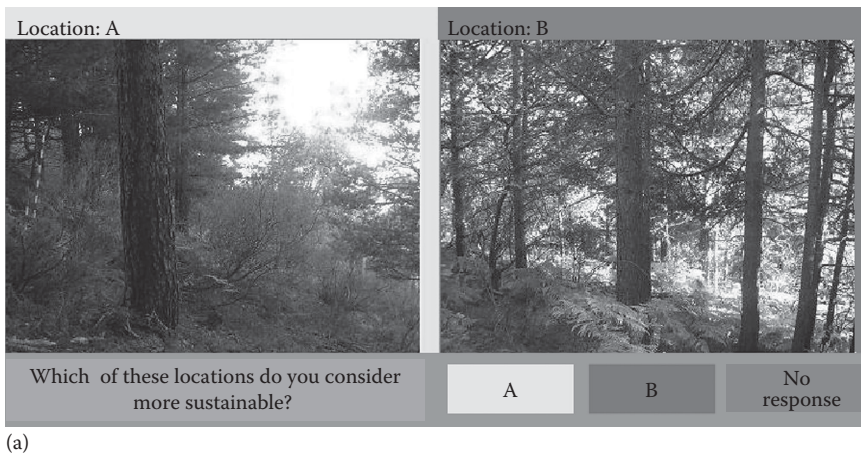 Location: A
Location: B
Which of these locations do you consider
more sustainable?
A
B
No
response
(a)